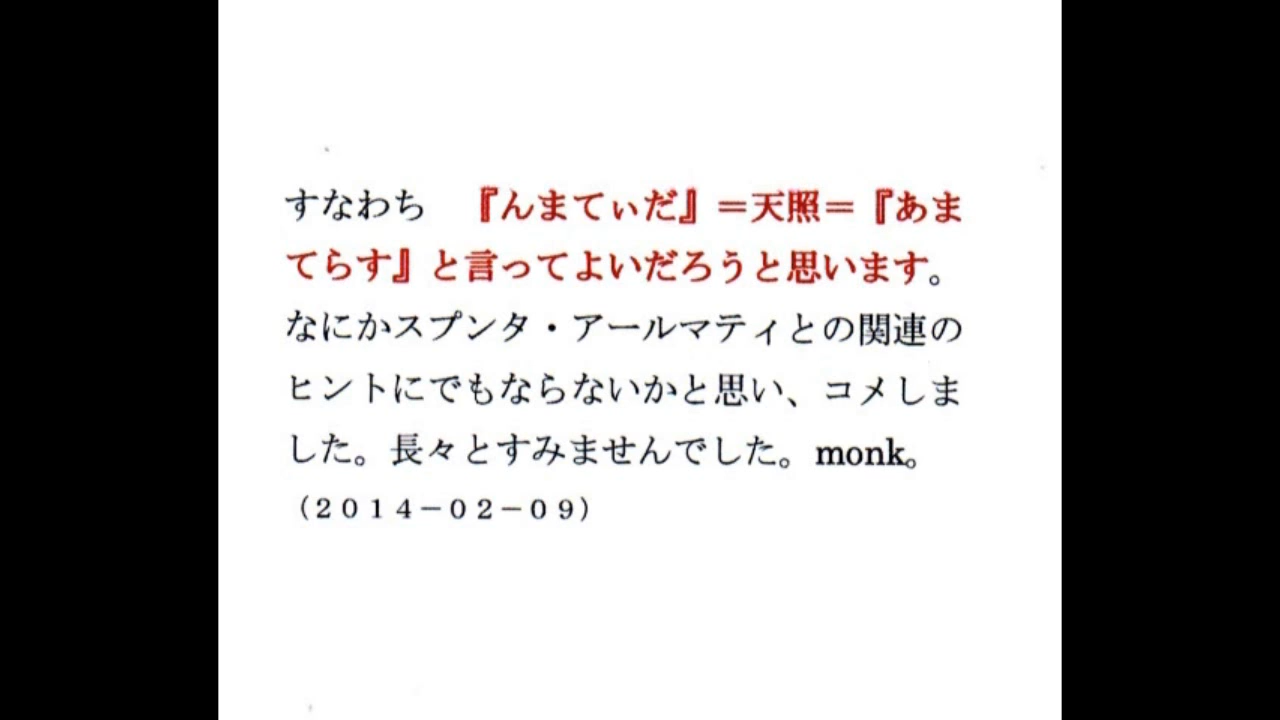 すなわち　『んまてぃだ』＝天照＝『あま
てらす』と言ってよいだろうと思います。
なにかスプンタ・アールマティとの関連の
ヒントにでもならないかと思い、コメしま
した。長々とすみませんでした。monk。
（２０１４－０２－０９）